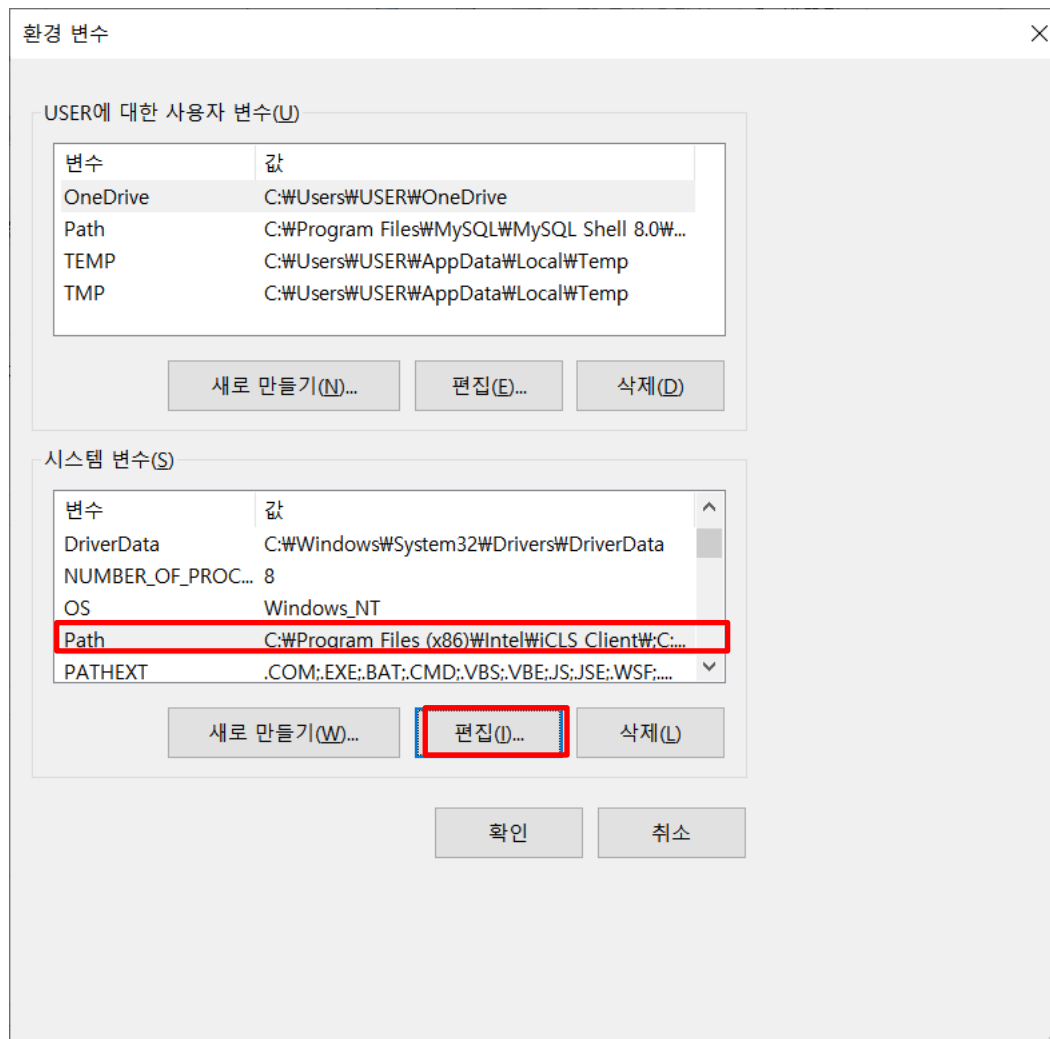 환경 변수
USER에 대한 사용자 변수(U)
변수 값
OneDrive C:₩Users₩USER₩OneDrive
Path C:₩Program Files₩MySQL₩MySQL Shell 8.0₩...
TEMP C:₩Users₩USER₩AppData₩Local₩Temp
TMP C:₩Users₩USER₩AppData₩Local₩Temp
새로 만들기(N)... 편집(E)... 삭제(D)
시스템 변수(S)
변수 값
DriverData C:₩Windows₩System32₩Drivers₩DriverData
NUMBER_OF_PROC... 8
OS Windows_NT
Path C:₩Program Files (x86)₩Intel₩iCLS Client₩;C:...
PATHEXT .COM;.EXE;.BAT;.CMD;.VBS;.VBE;.JS;.JSE;.WSF;....
새로 만들기(W)... 편집(I)... 삭제(L)
확인 취소